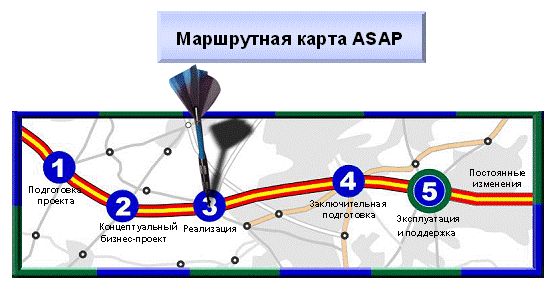 Маршрутная карта ASAP
1
Подготовка
проекта
2
Концептуальный
бизнес-проект
3
Реализация
4
Заключительная
подготовка
5
Эксплуатация
и поддержка
Постоянные
изменения